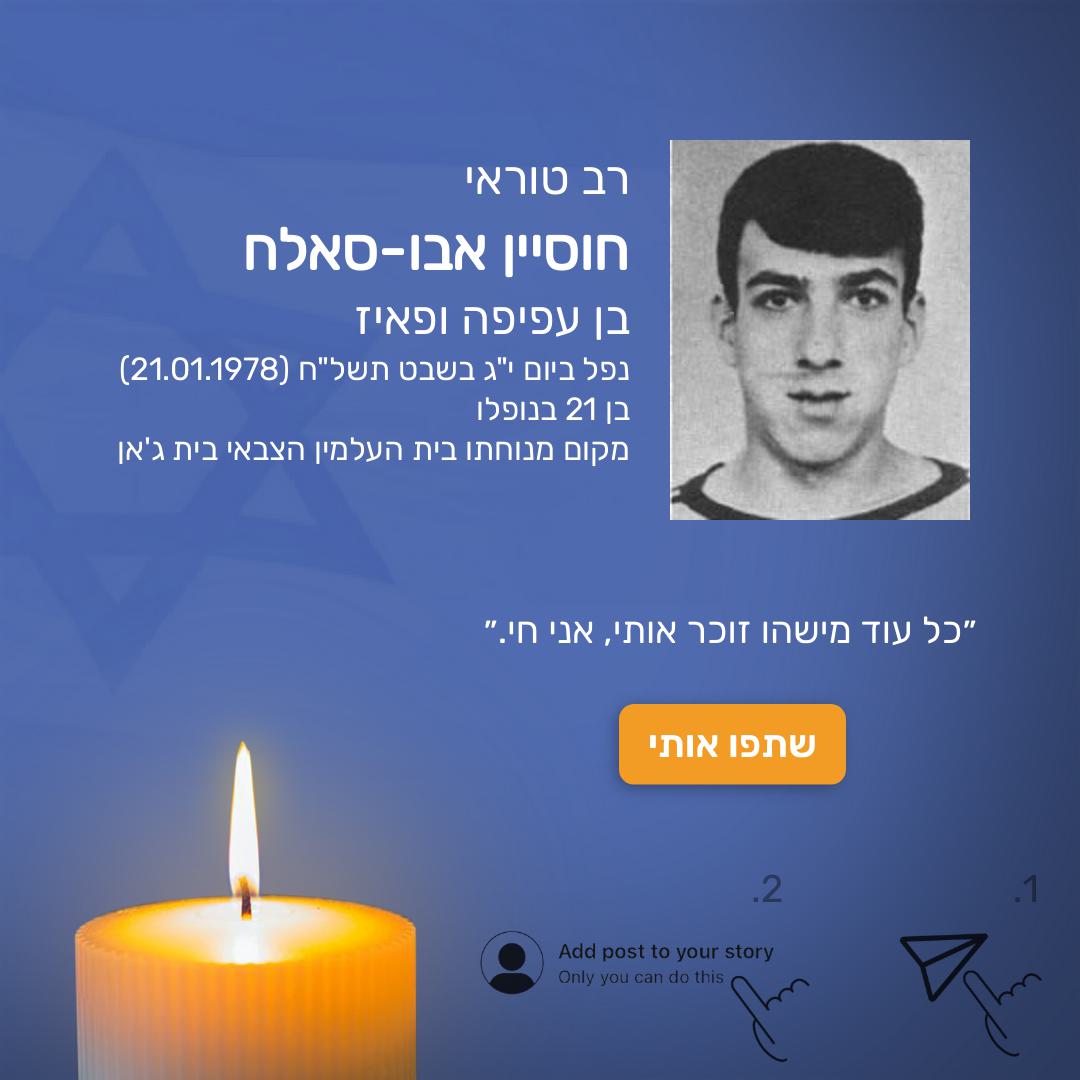 רב טוראי
חוסיין אבו-סאלח
בן עפיפה ופאיז
נפל ביום י"ג בשבט תשל"ח (21.01.1978)
בן 21 בנופלו
מקום מנוחתו בית העלמין הצבאי בית ג'אן
״כל עוד מישהו זוכר אותי, אני חי.״
שתפו אותי
1.
2.
Add post to your story
Only you can do this